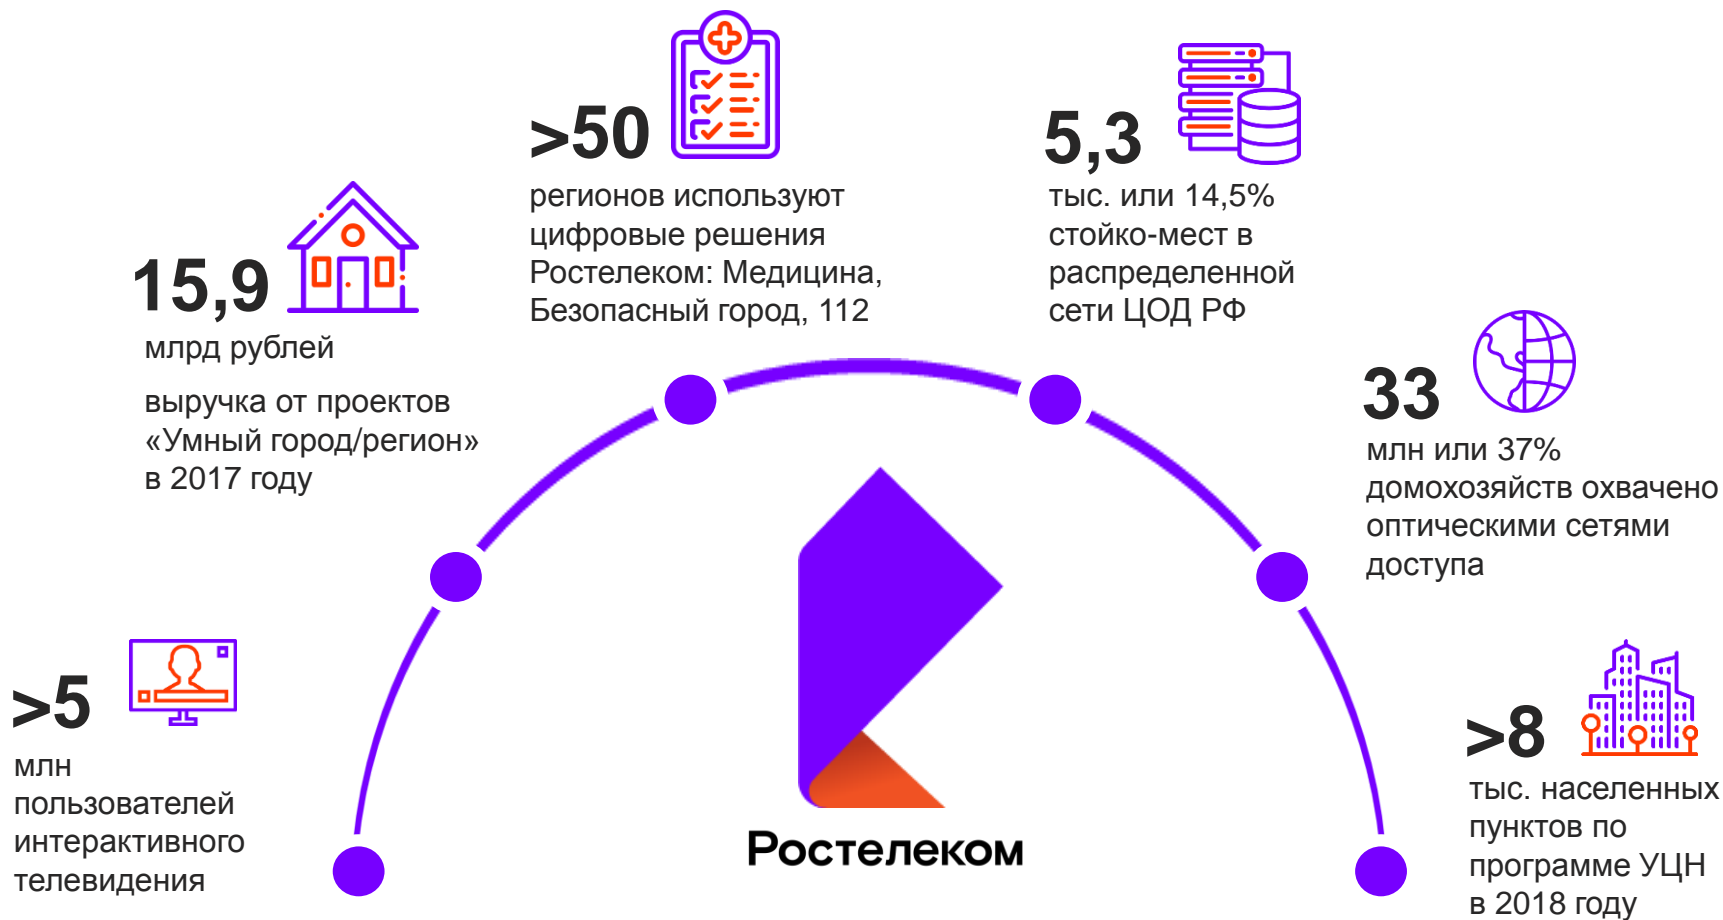 >5
млн
пользователей
интерактивного
телевидения
15,9
млрд рублей
выручка от проектов
«Умный город/регион»
в 2017 году
>50
регионов используют
цифровые решения
Ростелеком: Медицина,
Безопасный город, 112
5,3
тыс. или 14,5%
стойко-мест в
распределенной
сети ЦОД РФ
33
млн или 37%
домохозяйств охвачено
оптическими сетями
доступа
>8
тыс. населенных
пунктов по
программе УЦН
в 2018 году
Ростелеком